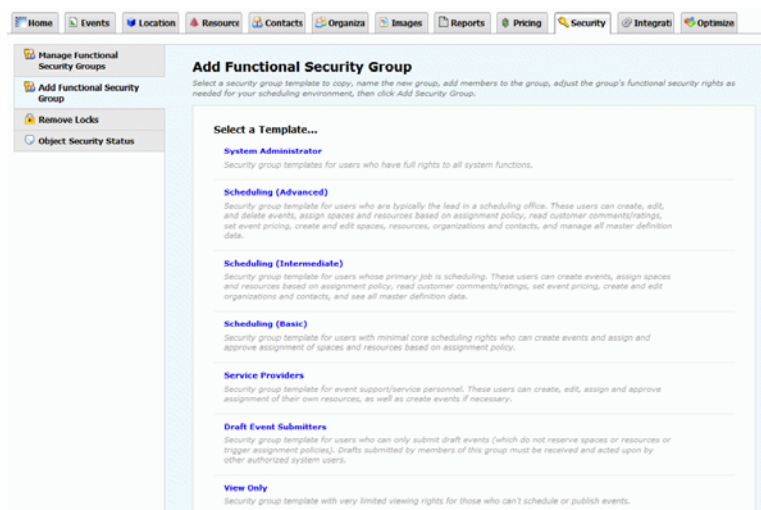 Home Events Location Resource Contacts Organiza Images Reports Pricing Security Integrati Optimize
Manage Functional
Security Groups
Add Functional Security
Group
Remove Locks
Object Security Status
Add Functional Security Group
Select a security group template to copy, name the new group, add members to the group, adjust the group's functional security rights as
needed for your scheduling environment, then click Add Security Group.
Select a Template...
System Administrator
Security group templates for users who have full rights to all system functions.
Scheduling (Advanced)
Security group template for users who are typically the lead in a scheduling office. These users can create, edit,
and delete events, assign spaces and resources based on assignment policy, read customer comments/ratings,
set event pricing, create and edit spaces, resources, organizations and contacts, and manage all master definition
data.
Scheduling (Intermediate)
Security group template for users whose primary job is scheduling. These users can create events, assign spaces
and resources based on assignment policy, read customer comments/ratings, set event pricing, create and edit
organizations and contacts, and see all master definition data.
Scheduling (Basic)
Security group template for users with minimal core scheduling rights who can create events and assign and
approve assignment of spaces and resources based on assignment policy.
Service Providers
Security group template for event support/service personnel. These users can create, edit, assign and approve
assignment of their own resources, as well as create events if necessary.
Draft Event Submitters
Security group template for users who can only submit draft events (which do not reserve spaces or resources or
trigger assignment policies). Drafts submitted by members of this group must be received and acted upon by
other authorized system users.
View Only
Security group template with very limited viewing rights for those who can't schedule or publish events.